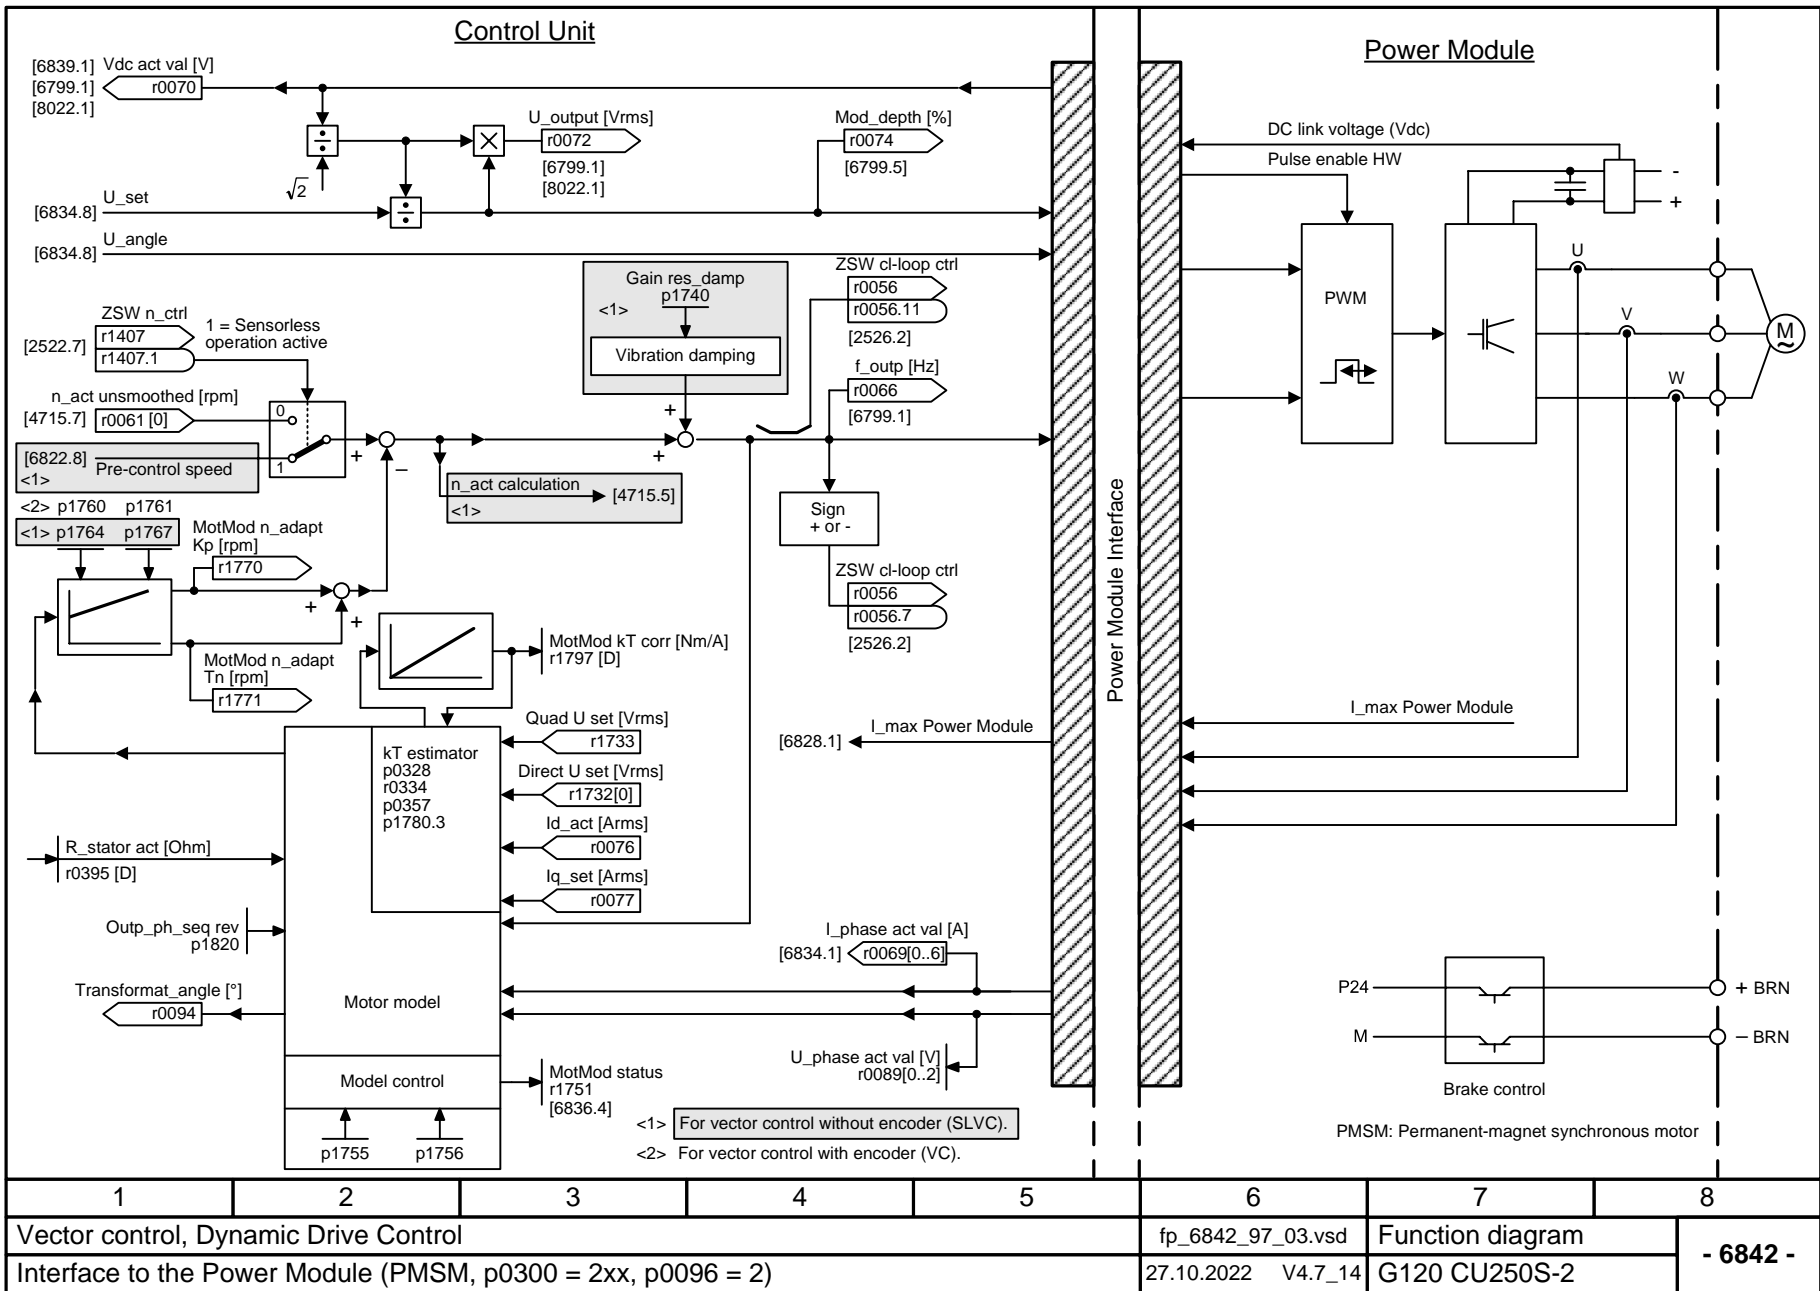 Control Unit
Power Module
[6839.1]
[6799.1]
[8022.1]
Vdc act val [V]
r0070
U_output [Vrms]
r0072
[6799.1]
[8022.1]
Mod_depth [%]
r0074
[6799.5]
÷
×
√2
÷
U_set
[6834.8]
U_angle
[6834.8]
DC link voltage (Vdc)
Pulse enable HW
-
+
PWM
U
V
W
M
~
Gain res_damp
p1740
<1>
Vibration damping
ZSW cl-loop ctrl
r0056
r0056.11
[2526.2]
f_outp [Hz]
r0066
[6799.1]
ZSW n_ctrl
r1407
r1407.1
[2522.7]
1 = Sensorless
operation active
n_act unsmoothed [rpm]
[4715.7]
r0061 [0]
0
1
[6822.8]
Pre-control speed
<1>
+
−
+
+
n_act calculation
<1>
[4715.5]
Sign
+ or -
ZSW cl-loop ctrl
r0056
r0056.7
[2526.2]
<2> p1760 p1761
<1> p1764 p1767
MotMod n_adapt
Kp [rpm]
r1770
+
+
MotMod n_adapt
Tn [rpm]
r1771
MotMod kT corr [Nm/A]
r1797 [D]
Power Module Interface
kT estimator
p0328
r0334
p0357
p1780.3
Quad U set [Vrms]
r1733
Direct U set [Vrms]
r1732[0]
Id_act [Arms]
r0076
Iq_set [Arms]
r0077
[6828.1]
I_max Power Module
I_max Power Module
R_stator act [Ohm]
r0395 [D]
Outp_ph_seq rev
p1820
Transformat_angle [°]
r0094
Motor model
I_phase act val [A]
[6834.1]
r0069[0..6]
U_phase act val [V]
r0089[0..2]
Model control
MotMod status
r1751
[6836.4]
p1755
p1756
<1> For vector control without encoder (SLVC).
<2> For vector control with encoder (VC).
P24
M
+ BRN
– BRN
Brake control
PMSM: Permanent-magnet synchronous motor
1 2 3 4 5 6 7 8
Vector control, Dynamic Drive Control
fp_6842_97_03.vsd
Function diagram
- 6842 -
Interface to the Power Module (PMSM, p0300 = 2xx, p0096 = 2)
27.10.2022 V4.7_14
G120 CU250S-2